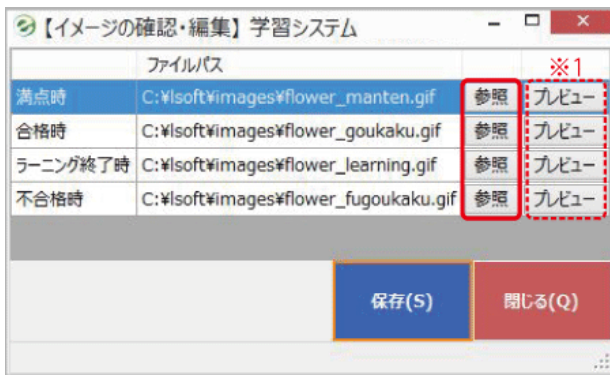 【イメージの確認・編集】学習システム
ファイルパス ※1
満点時 C:¥lsoft¥images¥flower_manten.gif 参照 プレビュー
合格時 C:¥lsoft¥images¥flower_goukaku.gif 参照 プレビュー
ラーニング終了時 C:¥lsoft¥images¥flower_learning.gif 参照 プレビュー
不合格時 C:¥lsoft¥images¥flower_fugoukaku.gif 参照 プレビュー
保存(S) 閉じる(Q)